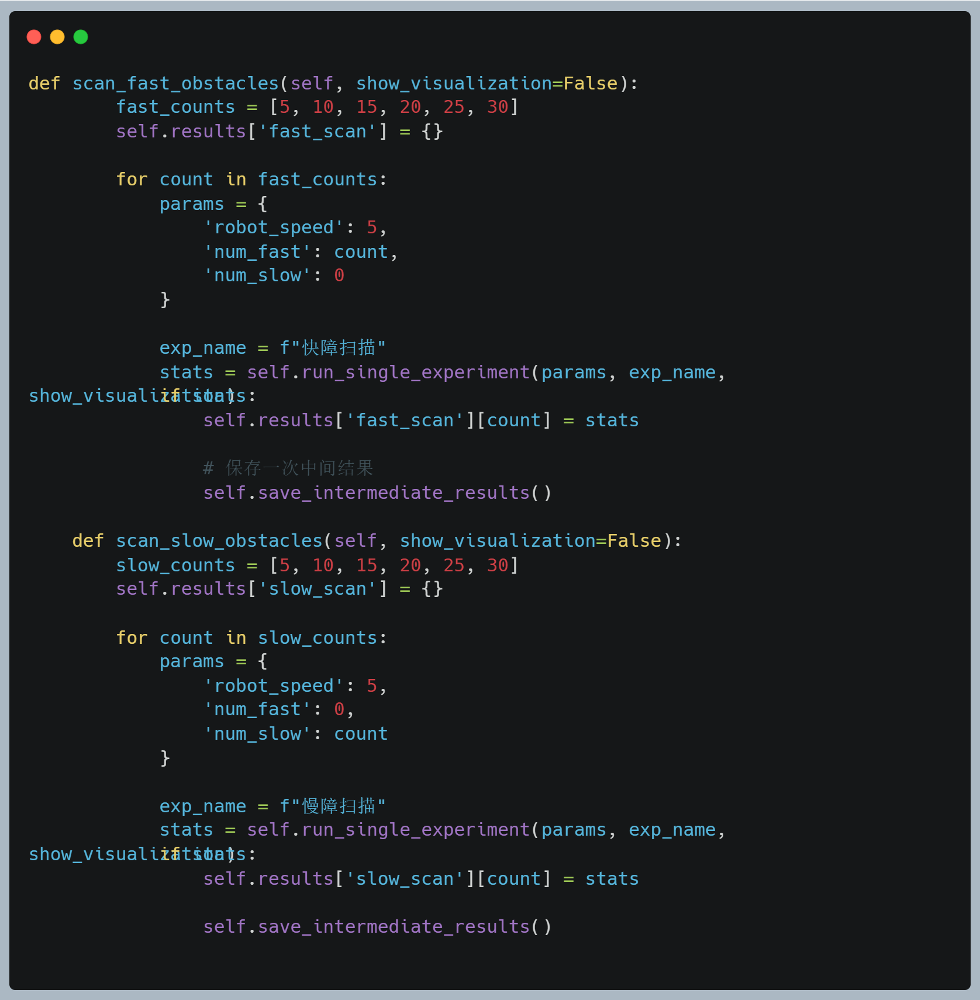 def scan_fast_obstacles(self, show_visualization=False):
        fast_counts = [5, 10, 15, 20, 25, 30]
        self.results['fast_scan'] = {}
        for count in fast_counts:
            params = {
                'robot_speed': 5,
                'num_fast': count,
                'num_slow': 0
            }
            exp_name = f"快障扫描"
            stats = self.run_single_experiment(params, exp_name,
show_visualization)
            if stats:
                self.results['fast_scan'][count] = stats
                # 保存一次中间结果
                self.save_intermediate_results()
    def scan_slow_obstacles(self, show_visualization=False):
        slow_counts = [5, 10, 15, 20, 25, 30]
        self.results['slow_scan'] = {}
        for count in slow_counts:
            params = {
                'robot_speed': 5,
                'num_fast': 0,
                'num_slow': count
            }
            exp_name = f"慢障扫描"
            stats = self.run_single_experiment(params, exp_name,
show_visualization)
            if stats:
                self.results['slow_scan'][count] = stats
                self.save_intermediate_results()